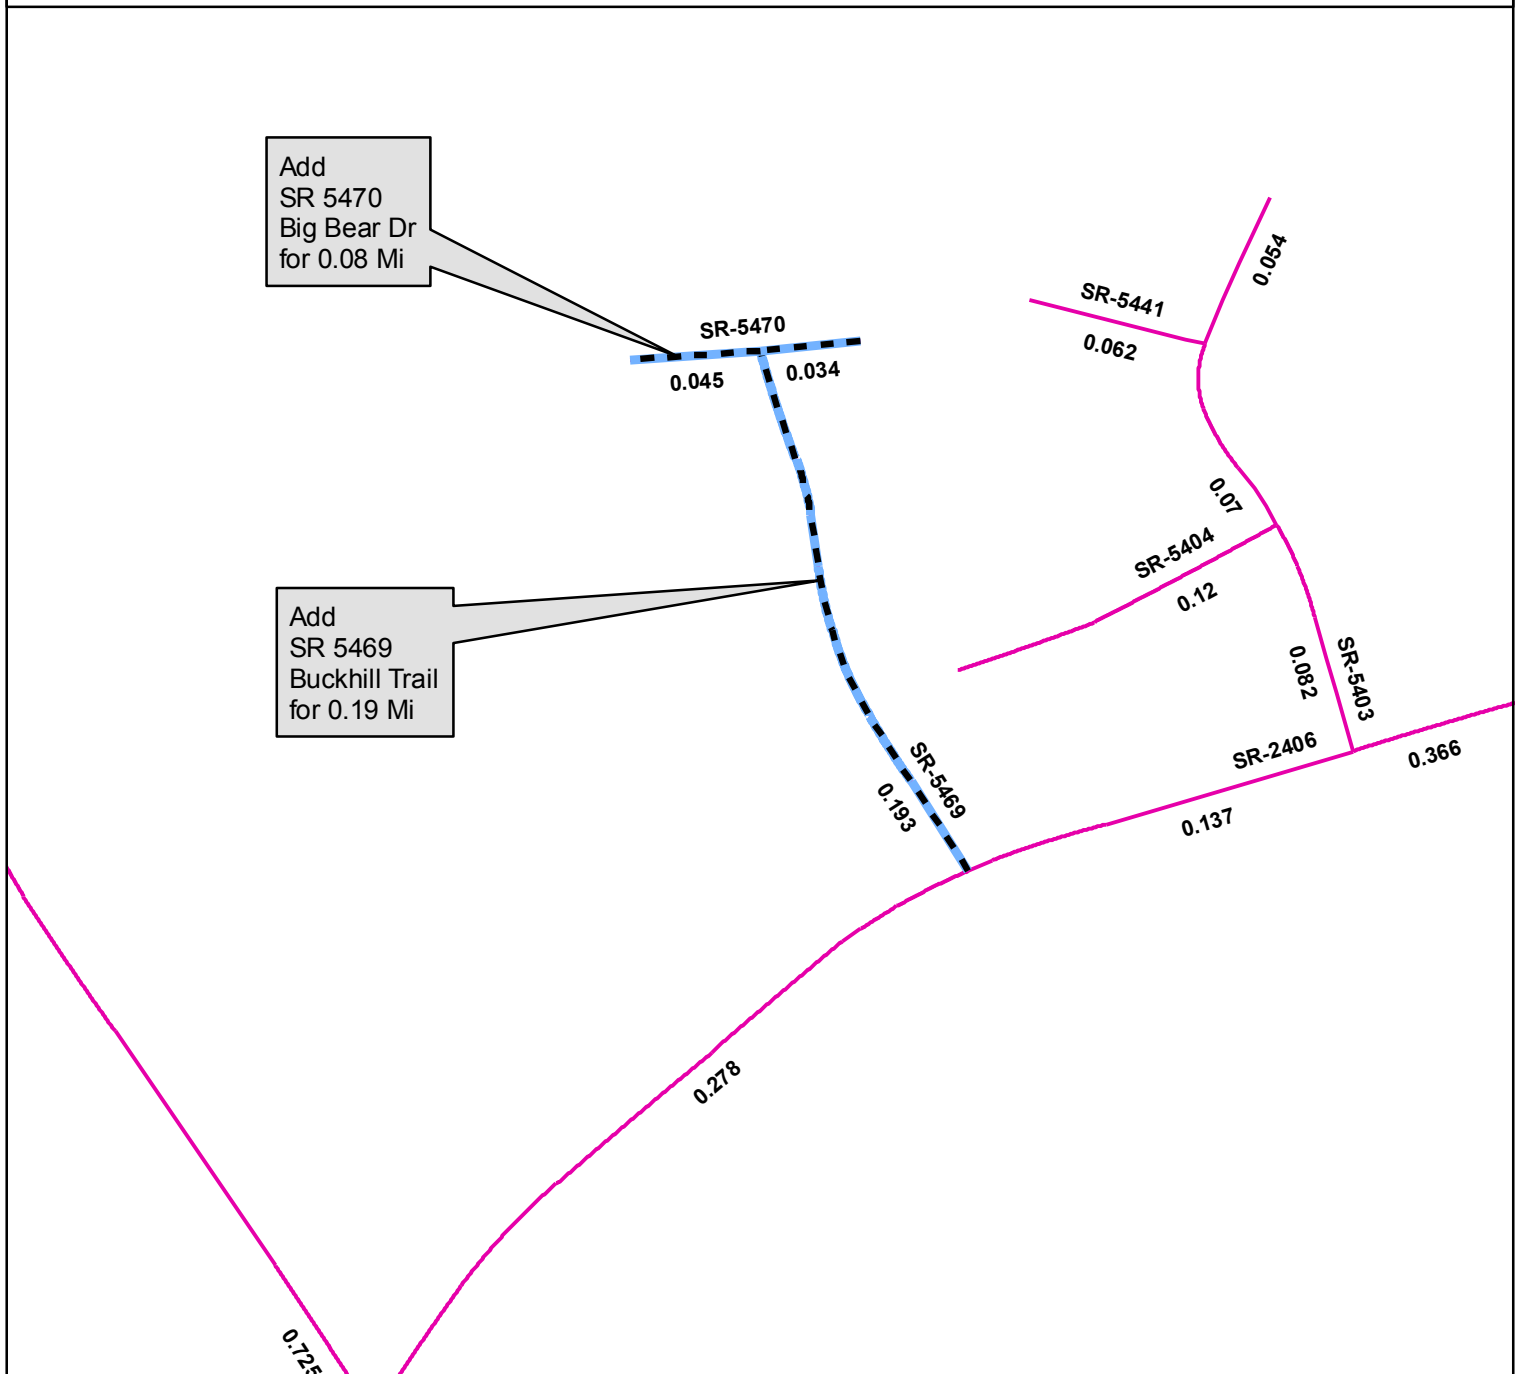 Add
SR 5470
Big Bear Dr
for 0.08 Mi
0.054
SR-5441
0.062
SR-5470
0.045
0.034
0.07
SR-5404
0.12
Add
SR 5469
Buckhill Trail
for 0.19 Mi
0.082
SR-5403
SR-2406
0.366
SR-5469
0.193
0.137
0.278
0.725